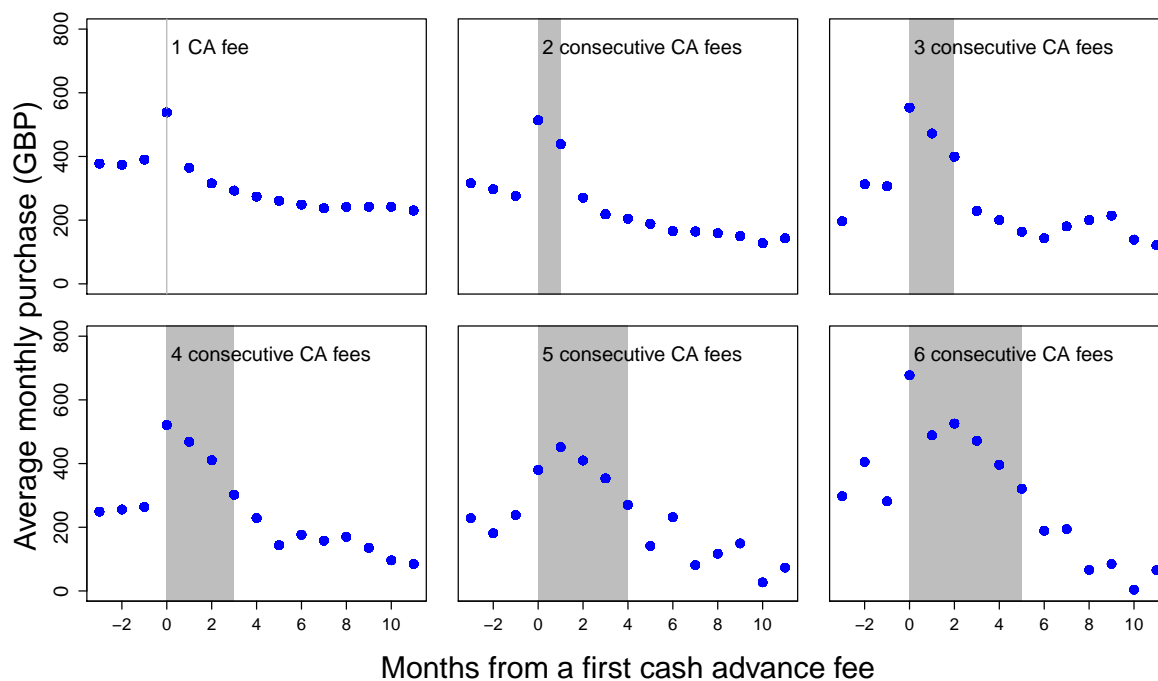 Average monthly purchase (GBP)
1 CA fee
2 consecutive CA fees
3 consecutive CA fees
800
600
400
200
0
4 consecutive CA fees
5 consecutive CA fees
6 consecutive CA fees
800
600
400
200
0
−2 0 2 4 6 8 10
−2 0 2 4 6 8 10
−2 0 2 4 6 8 10
Months from a first cash advance fee